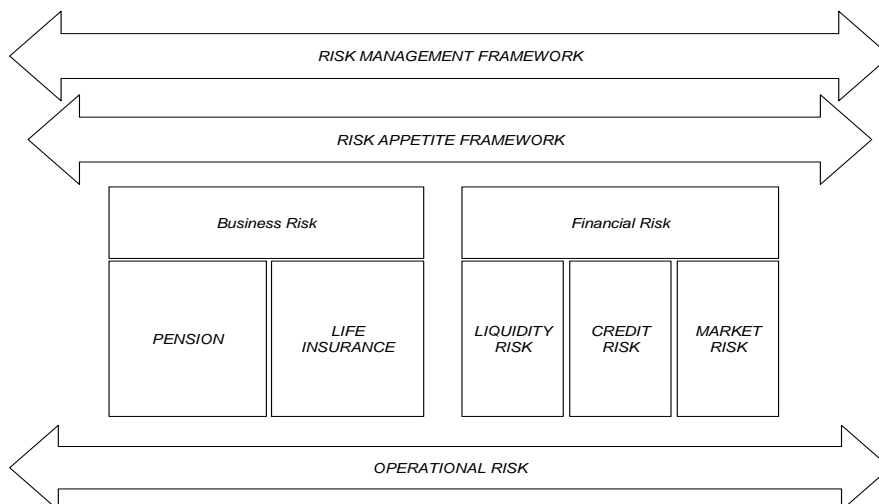 RISK MANAGEMENT FRAMEWORK
RISK APPETITE FRAMEWORK
Business Risk
Financial Risk
PENSION
LIFE
INSURANCE
LIQUIDITY
RISK
CREDIT
RISK
MARKET
RISK
OPERATIONAL RISK